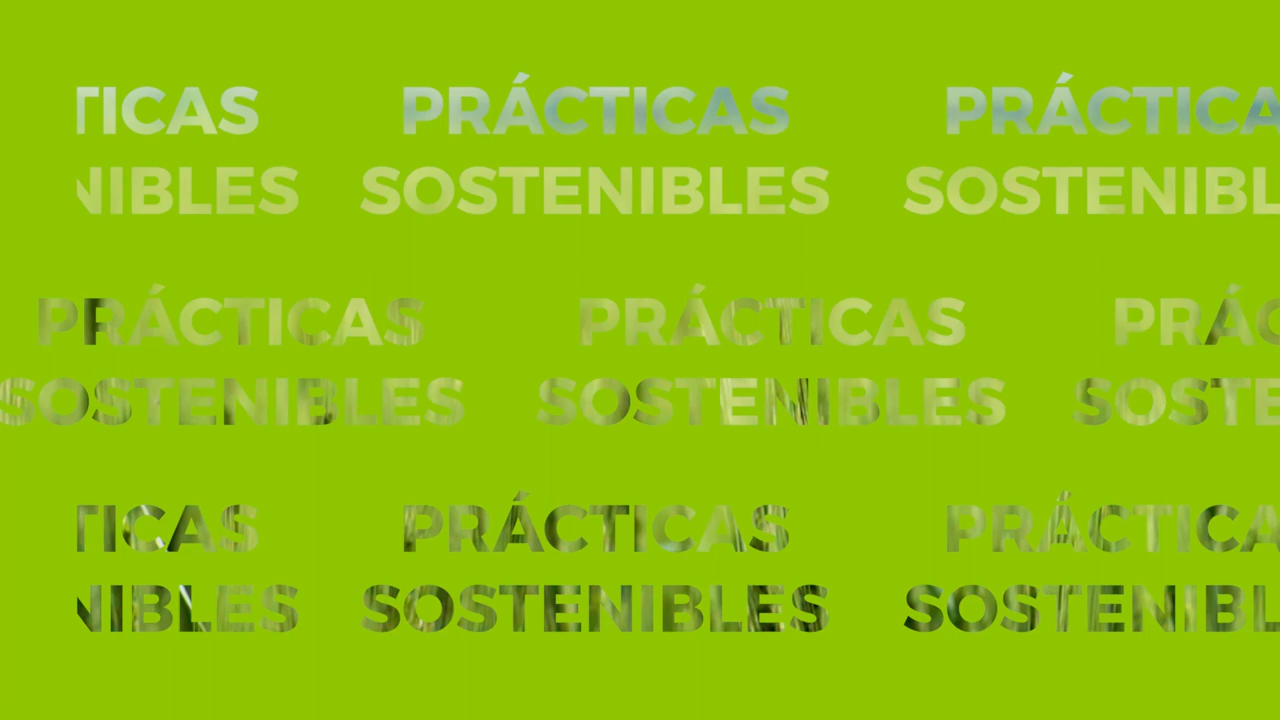 TICAS PRÁCTICAS PRÁCTICA
NIBLES SOSTENIBLES SOSTENIBL
PRÁCTICAS PRÁCTICAS PRÁC
SOSTENIBLES SOSTENIBLES SOSTE
TICAS PRÁCTICAS PRÁCTICA
NIBLES SOSTENIBLES SOSTENIBL